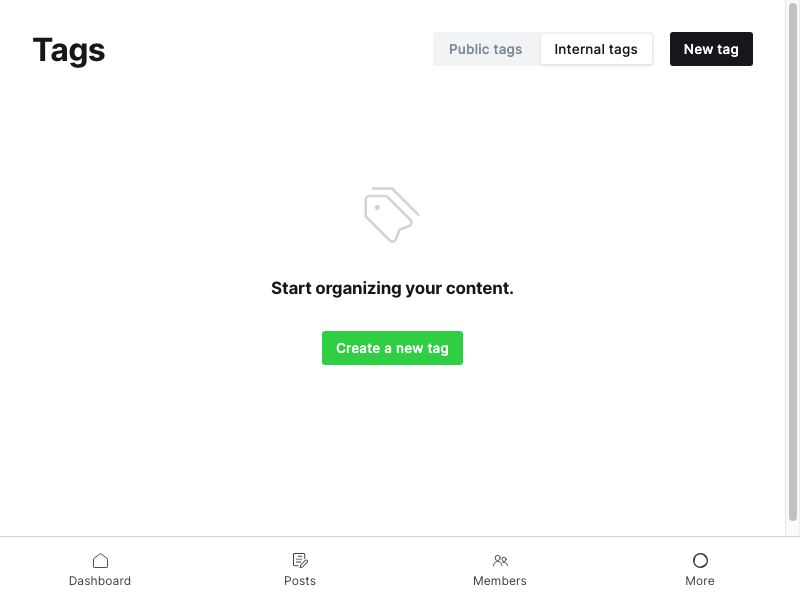 Tags
Public tags
Internal tags
New tag
Start organizing your content.
Create a new tag
Dashboard
Posts
Members
More